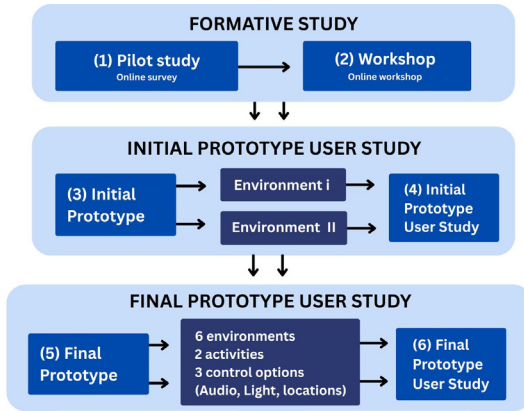 FORMATIVE STUDY
(1) Pilot study
Online survey
(2) Workshop
Online workshop
INITIAL PROTOTYPE USER STUDY
(3) Initial
Prototype
Environment i
Environment II
(4) Initial
Prototype
User Study
FINAL PROTOTYPE USER STUDY
(5) Final
Prototype
6 environments
2 activities
3 control options
(Audio, Light, locations)
(6) Final
Prototype
User Study